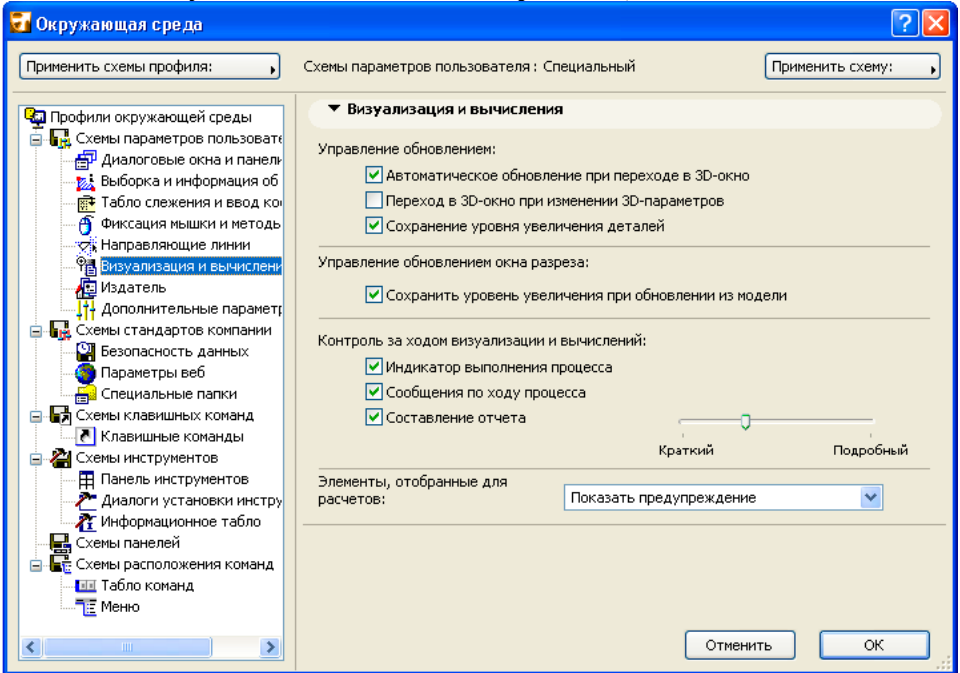 Окружающая среда
Применить схемы профиля:
Схемы параметров пользователя : Специальный
Применить схему:
Профили окружающей среды
Схемы параметров пользовате
Диалоговые окна и панель
Выборка и информация об
Табло слежения и ввод ко
Фиксация мышки и методь
Направляющие линии
Визуализация и вычислени
Издатель
Дополнительные параметр
Схемы стандартов компании
Безопасность данных
Параметры веб
Специальные папки
Схемы клавишных команд
Клавишные команды
Схемы инструментов
Панель инструментов
Диалоги установки инстру
Информационное табло
Схемы панелей
Схемы расположения команд
Табло команд
Меню
Визуализация и вычисления
Управление обновлением:
Автоматическое обновление при переходе в 3D-окно
Переход в 3D-окно при изменении 3D-параметров
Сохранение уровня увеличения деталей
Управление обновлением окна разреза:
Сохранить уровень увеличения при обновлении из модели
Контроль за ходом визуализации и вычислений:
Индикатор выполнения процесса
Сообщения по ходу процесса
Составление отчета
Краткий Подробный
Элементы, отобранные для
расчетов:
Показать предупреждение
Отменить
OK